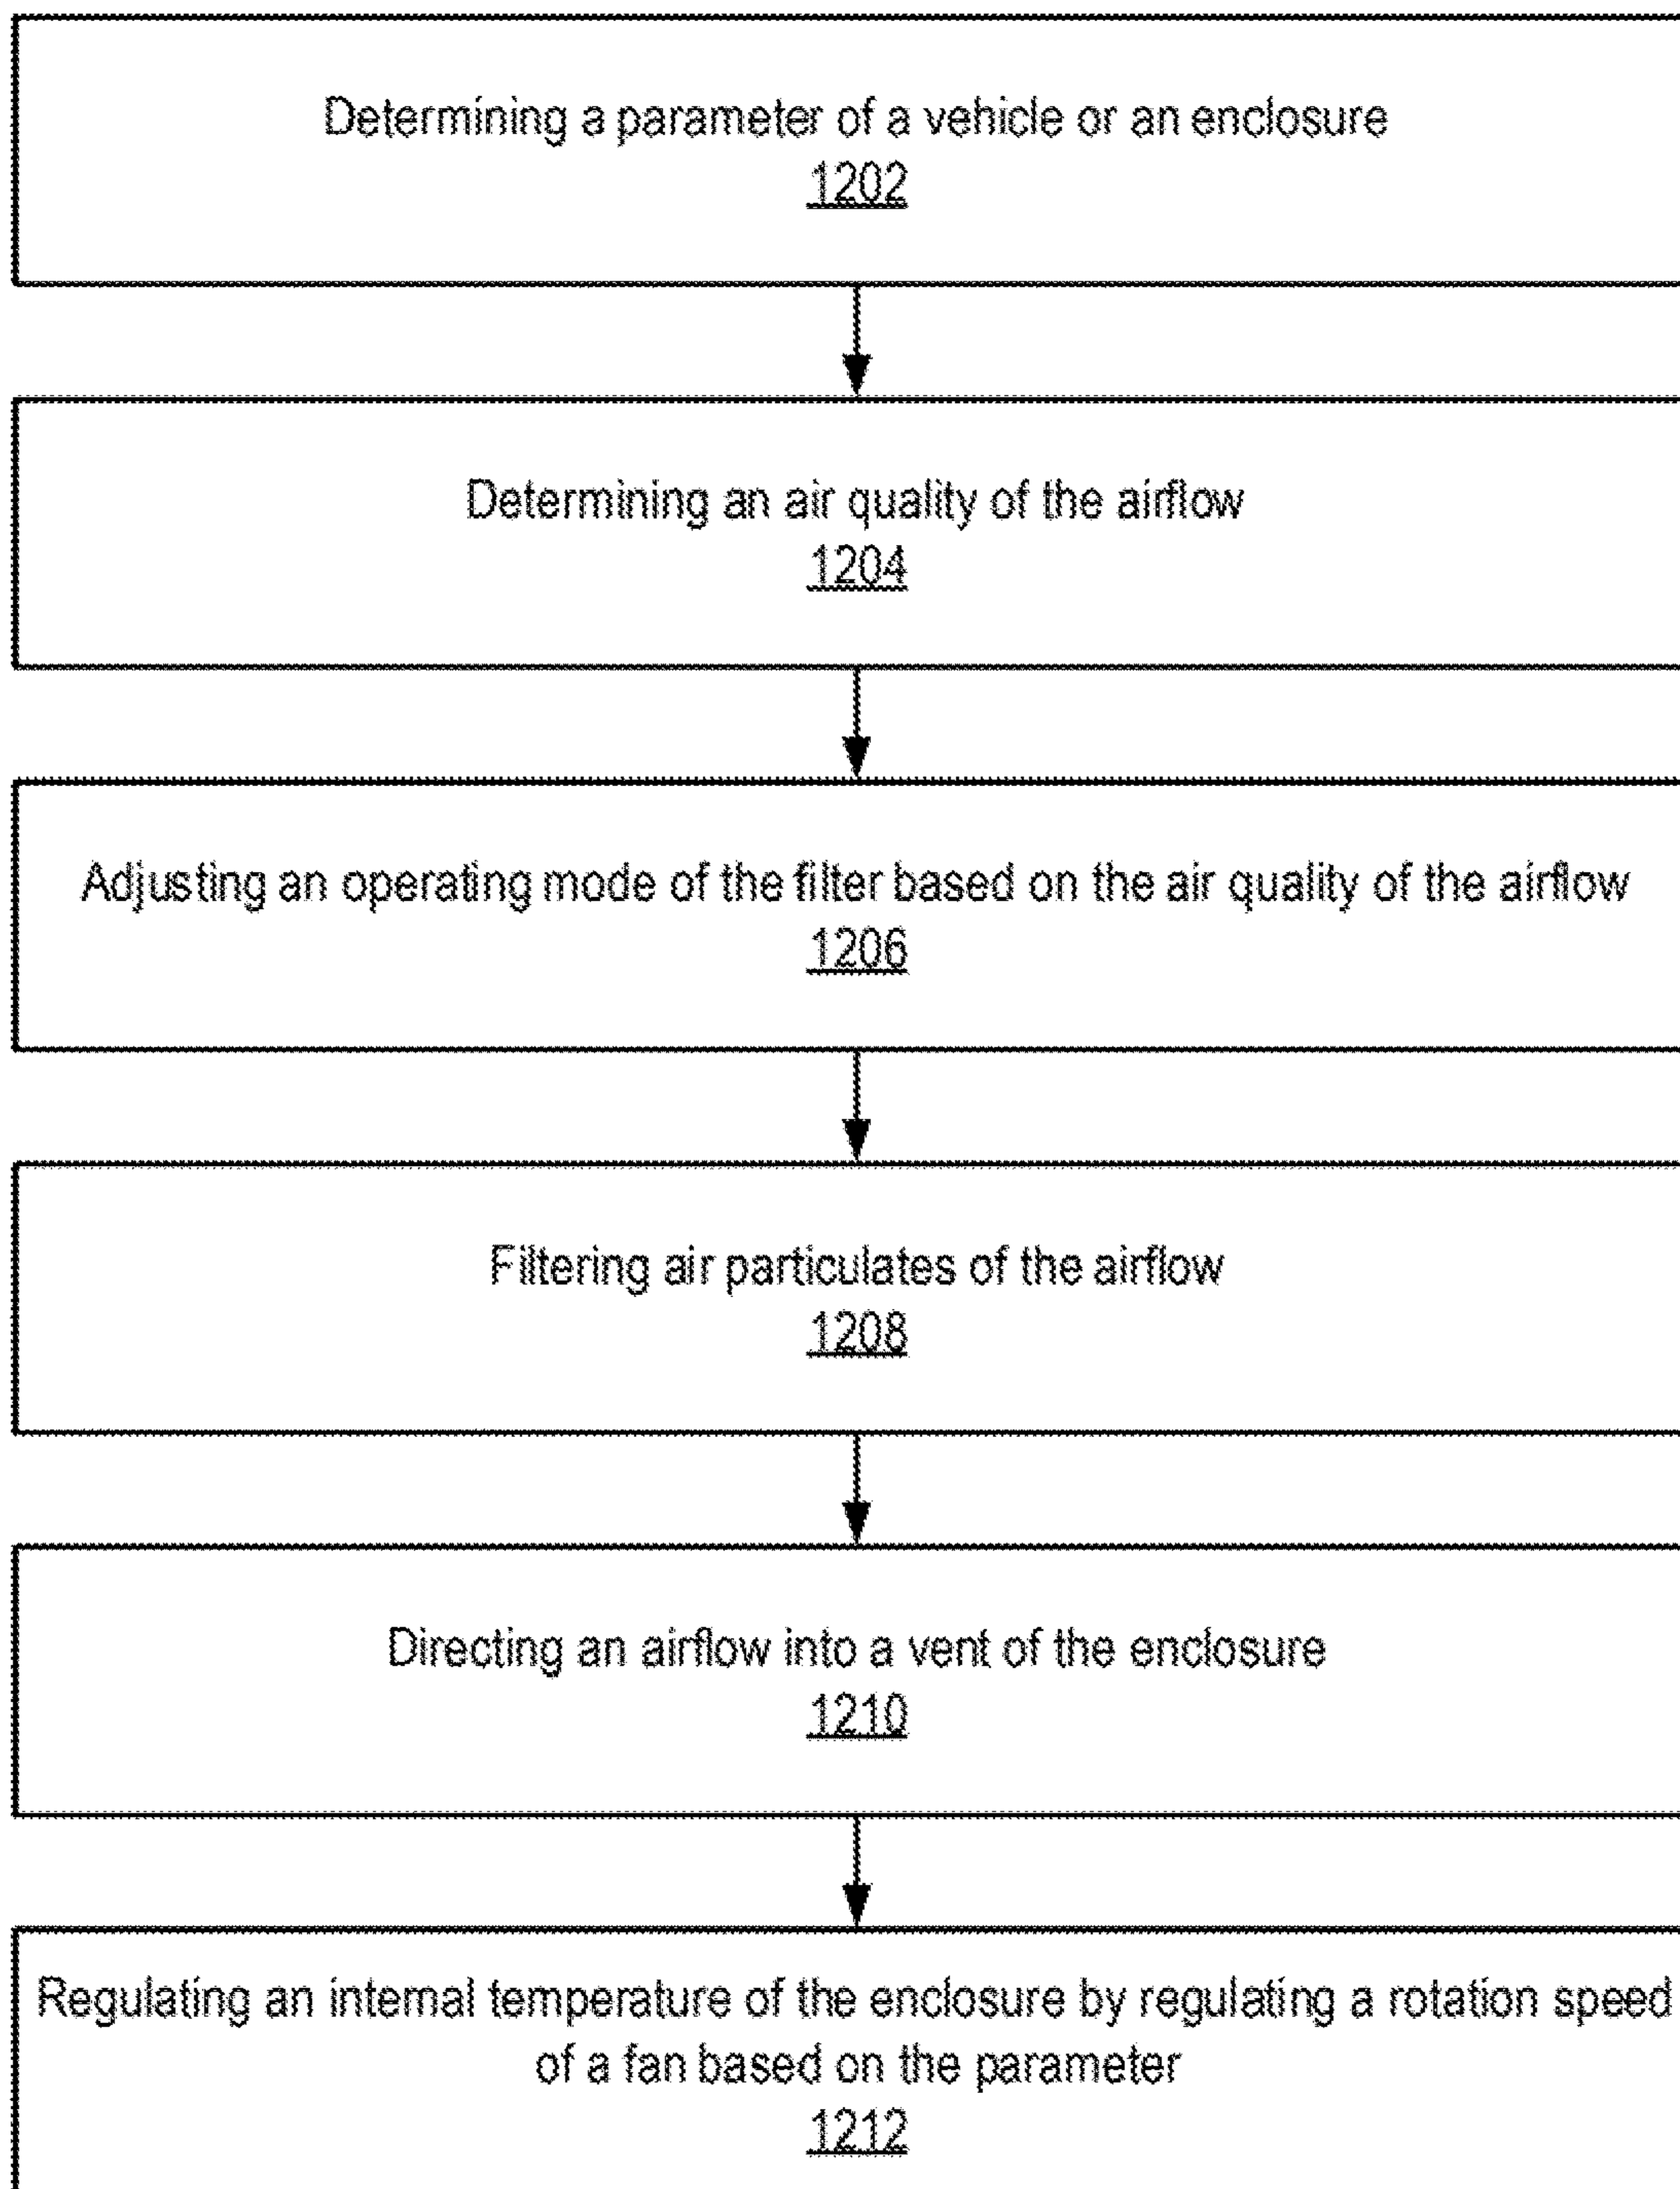 Determining a parameter of a vehicle or an enclosure
1202
Determining an air quality of the airflow
1204
Adjusting an operating mode of the filter based on the air quality of the airflow
1206
Filtering air particulates of the airflow
1208
Directing an airflow into a vent of the enclosure
1210
Regulating an internal temperature of the enclosure by regulating a rotation speed
of a fan based on the parameter
1212